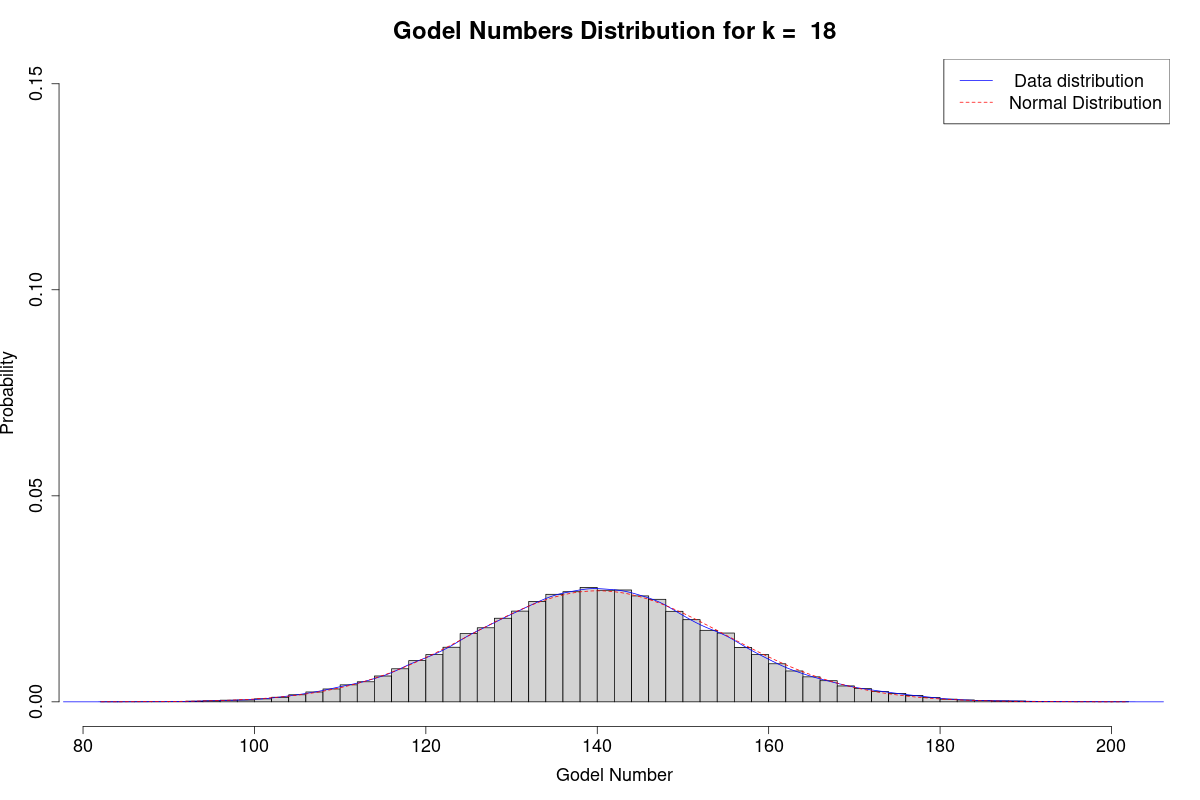 Godel Numbers Distribution for k =  18
Data distribution
Normal Distribution
0.15
0.10
0.05
0.00
Probability
80 100 120 140 160 180 200
Godel Number